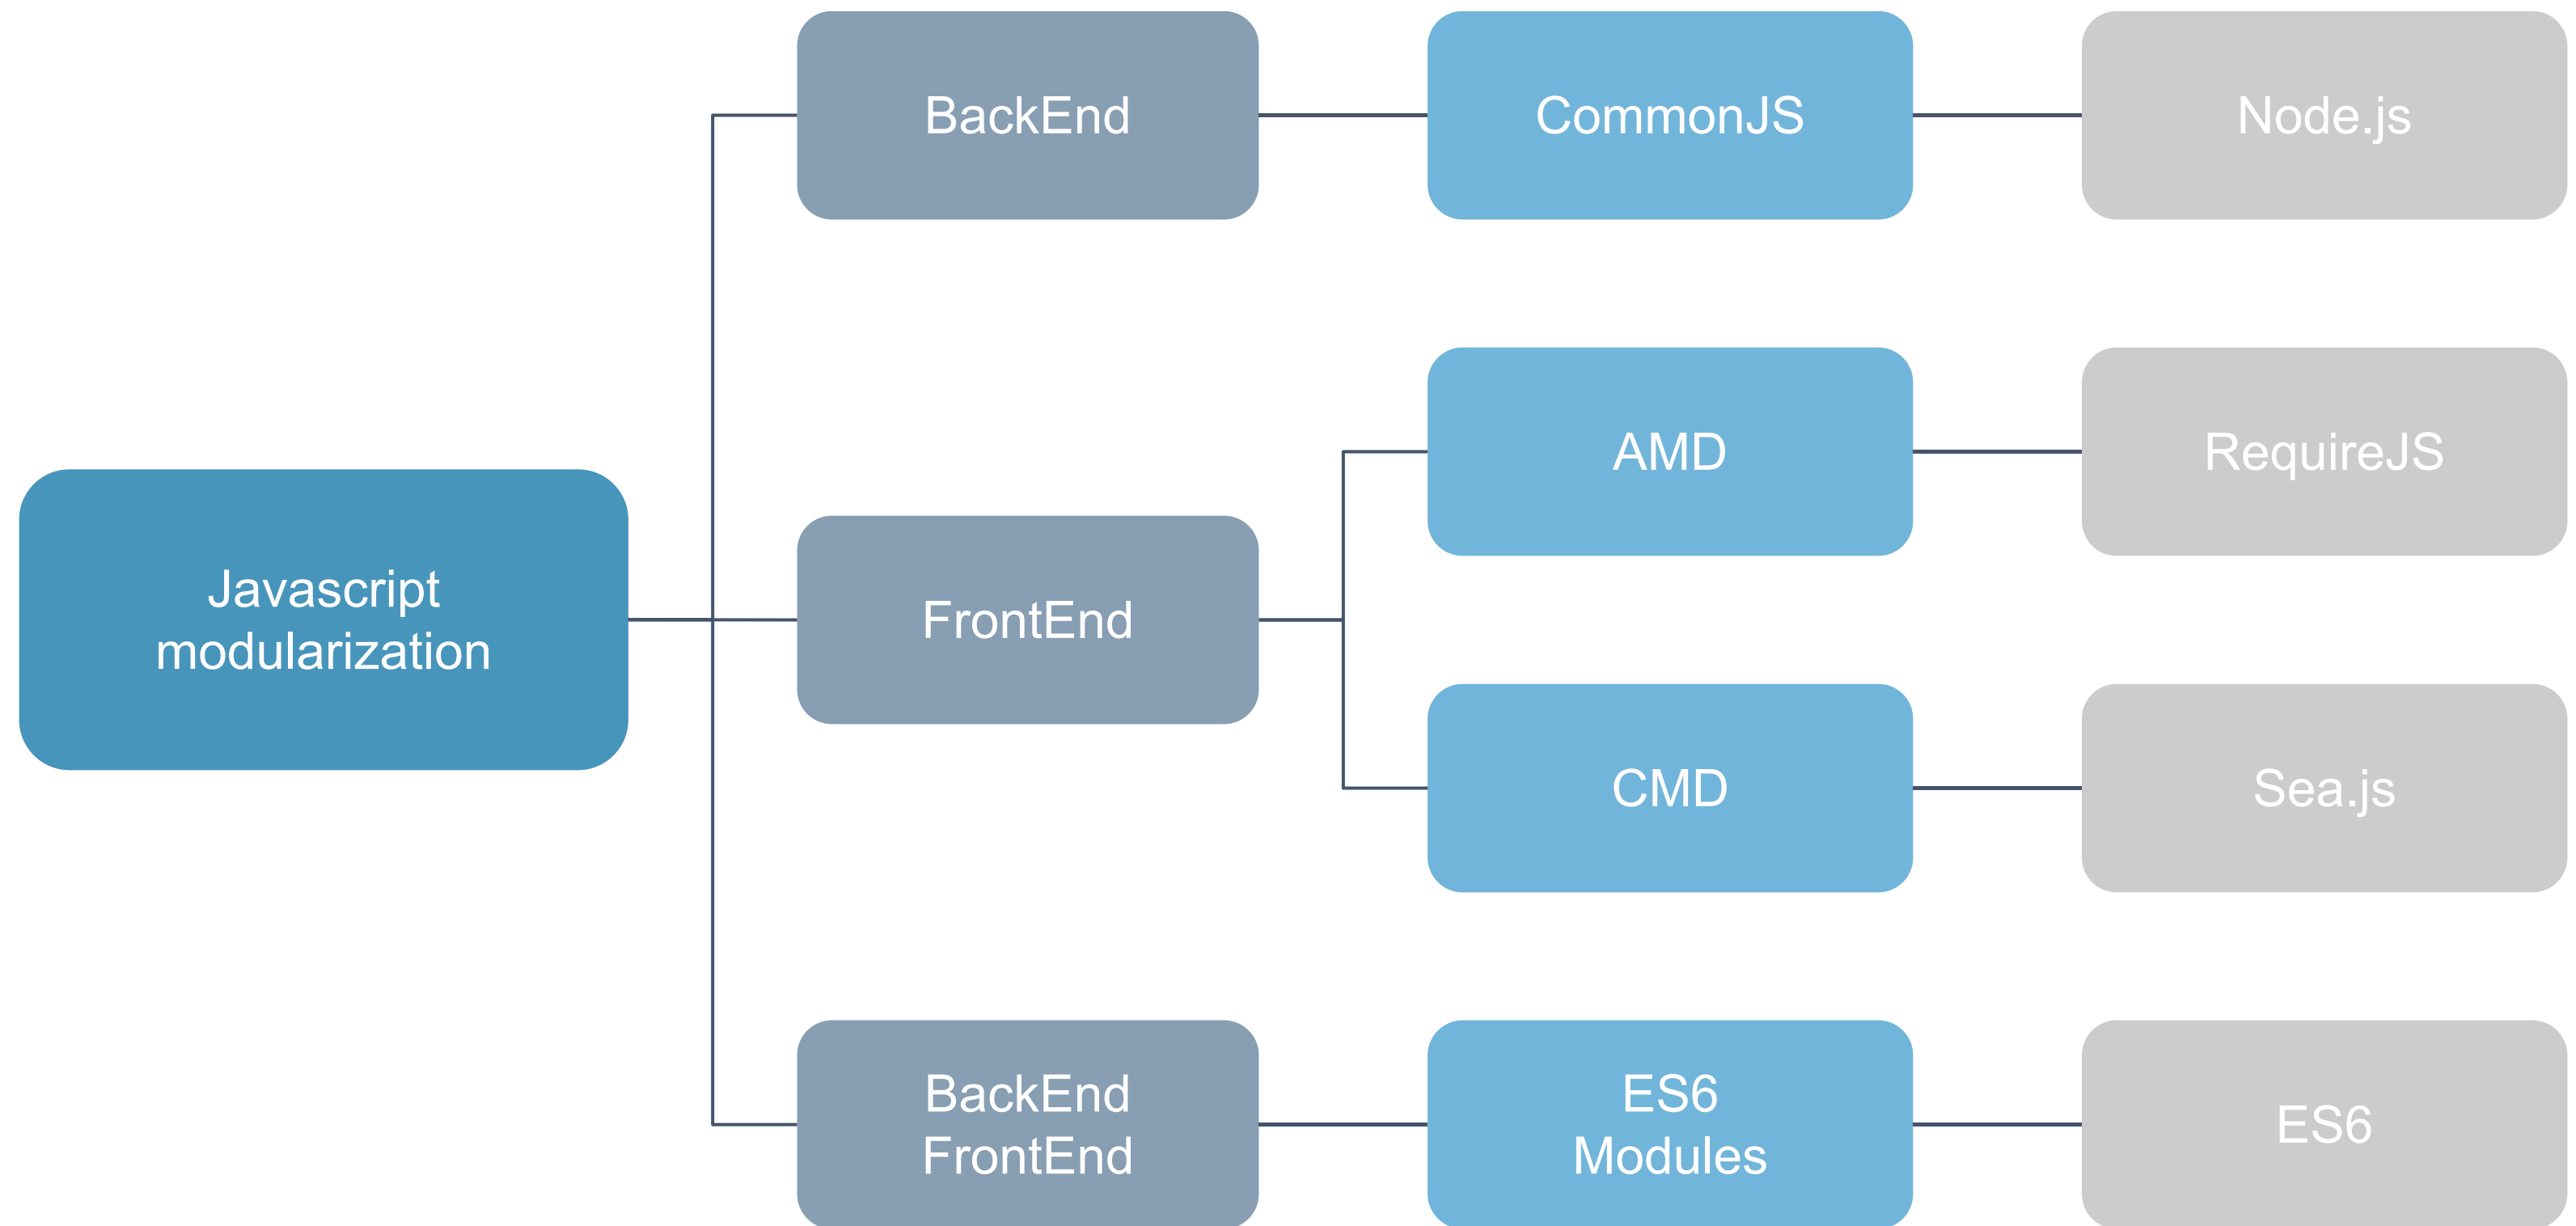 BackEnd
CommonJS
Node.js
AMD
RequireJS
Javascript
modularization
FrontEnd
CMD
Sea.js
BackEnd
FrontEnd
ES6
Modules
ES6